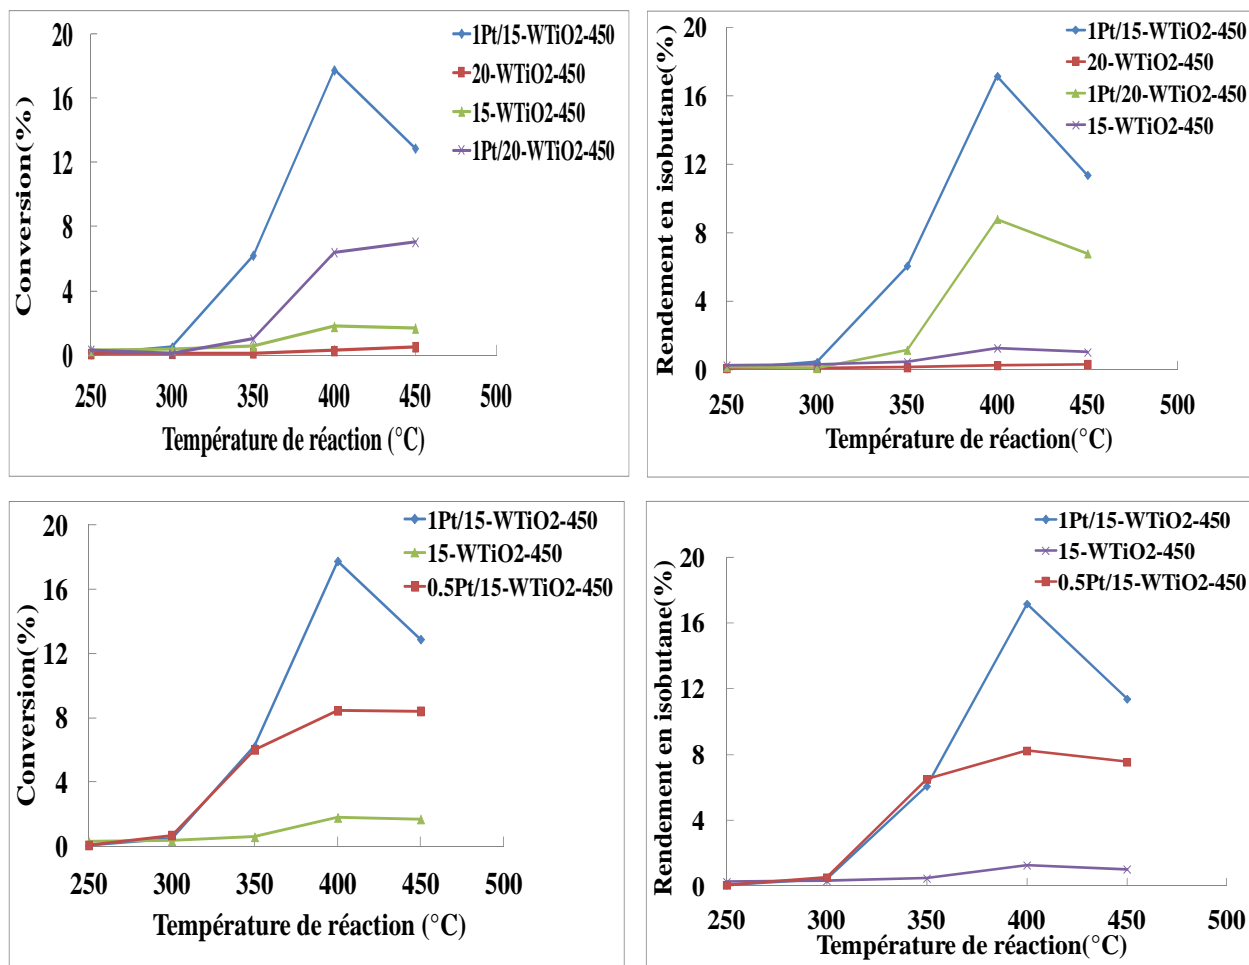 20
16
12
8
4
0
250 300 350 400 450 500
Conversion(%)
Température de réaction (°C)
1Pt/15-WTiO2-450
20-WTiO2-450
15-WTiO2-450
1Pt/20-WTiO2-450
20
16
12
8
4
0
250 300 350 400 450 500
Rendement en isobutane(%)
Température de réaction(°C)
1Pt/15-WTiO2-450
20-WTiO2-450
1Pt/20-WTiO2-450
15-WTiO2-450
20
16
12
8
4
0
250 300 350 400 450 500
Conversion(%)
Température de réaction (°C)
1Pt/15-WTiO2-450
15-WTiO2-450
0.5Pt/15-WTiO2-450
20
16
12
8
4
0
250 300 350 400 450 500
Rendement en isobutane(%)
Température de réaction(°C)
1Pt/15-WTiO2-450
15-WTiO2-450
0.5Pt/15-WTiO2-450